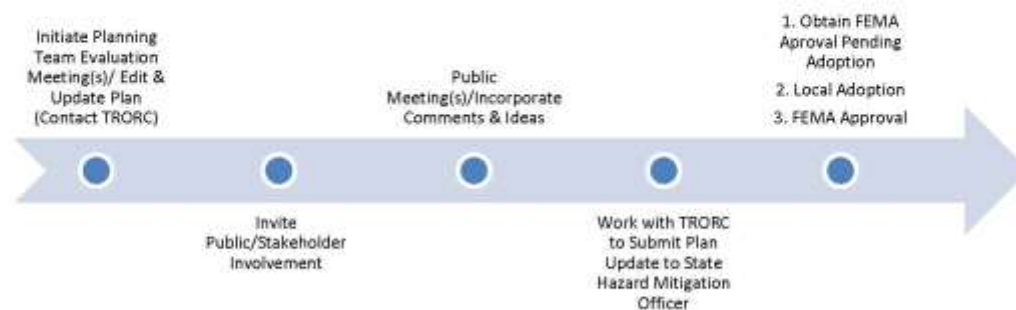 Initiate Planning
Team Evaluation
Meeting(s)/ Edit &
Update Plan
(Contact TRORC)
Invite
Public/Stakeholder
Involvement
Public
Meeting(s)/Incorporate
Comments & Ideas
Work with TRORC
to Submit Plan
Update to State
Hazard Mitigation
Officer
1. Obtain FEMA
Aproval Pending
Adoption
2. Local Adoption
3. FEMA Approval